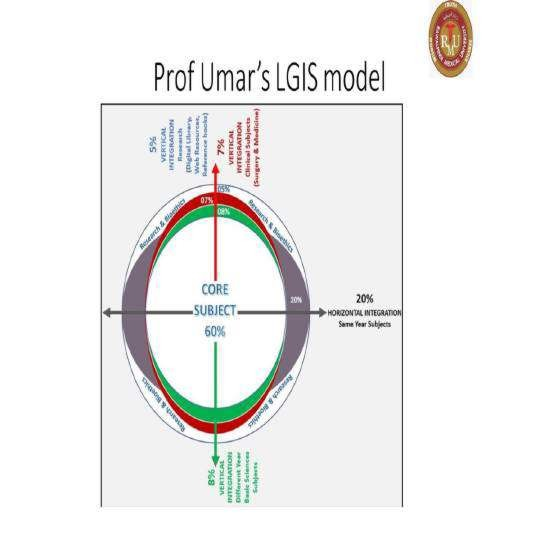 Prof Umar's LGIS model
5%
VERTICAL
INTEGRATION
Research
(Digital Library,
Web Resources,
Reference books)
7%
VERTICAL
INTEGRATION
Clinical Subjects
(Surgery & Medicine)
05%
07%
08%
Research & Bioethics
Research & Bioethics
CORE
SUBJECT
60%
20%
20%
HORIZONTAL INTEGRATION
Same Year Subjects
Research & Bioethics
Research & Bioethics
8%
VERTICAL
INTEGRATION
Different Year
Basic Sciences
Subjects